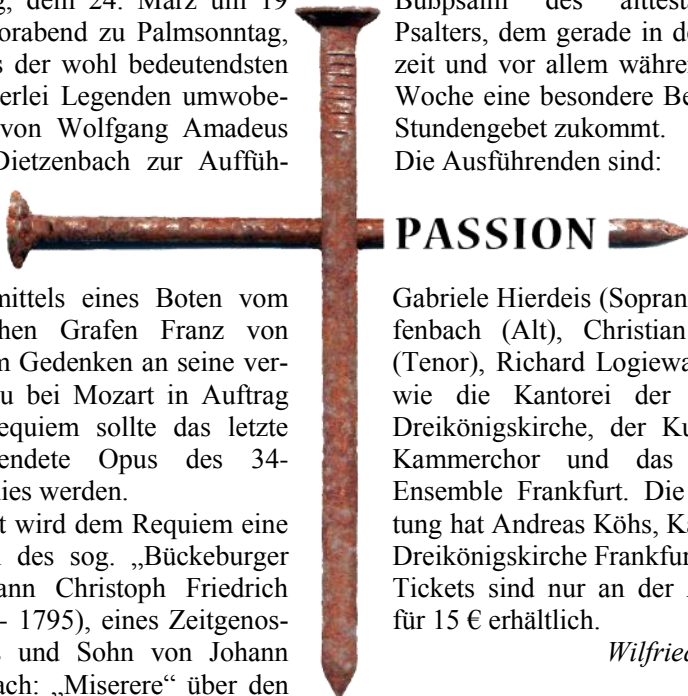 dem 24. März um 19
orabend zu Palmsonntag,
der wohl bedeutendsten
erlei Legenden umwobe-
von Wolfgang Amadeus
Dietzenbach zur Auffüh-
mittels eines Boten vom
chen Grafen Franz von
m Gedenken an seine ver-
u bei Mozart in Auftrag
equiem sollte das letzte
endete Opus des 34-
ies werden.
t wird dem Requiem eine
des sog. „Bückeburger
ann Christoph Friedrich
- 1795), eines Zeitgenos-
und Sohn von Johann
ach: „Miserere“ über den
Bußpsalm des alttest
Psalters, dem gerade in de
zeit und vor allem währe
Woche eine besondere Be
Stundengebet zukommt.
Die Ausführenden sind:
PASSION
Gabriele Hierdeis (Sopran
fenbach (Alt), Christian
(Tenor), Richard Logiewa
wie die Kantorei der
Dreikönigskirche, der Ku
Kammerchor und das
Ensemble Frankfurt. Die
tung hat Andreas Köhs, Ka
Dreikönigskirche Frankfur
Tickets sind nur an der
für 15 € erhältlich.
Wilfried